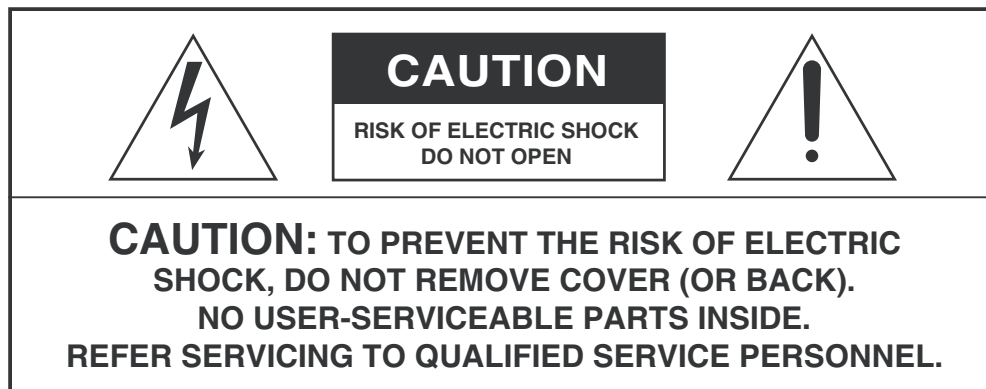 CAUTION
RISK OF ELECTRIC SHOCK
DO NOT OPEN
CAUTION: TO PREVENT THE RISK OF ELECTRIC
SHOCK, DO NOT REMOVE COVER (OR BACK).
NO USER-SERVICEABLE PARTS INSIDE.
REFER SERVICING TO QUALIFIED SERVICE PERSONNEL.